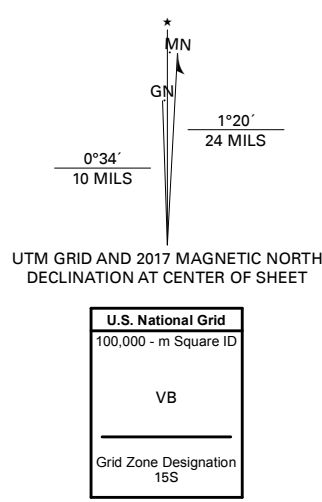 ★
MN
GN
1°20´
24 MILS
0°34´
10 MILS
UTM GRID AND 2017 MAGNETIC NORTH
DECLINATION AT CENTER OF SHEET
U.S. National Grid
100,000 - m Square ID
VB
Grid Zone Designation
15S